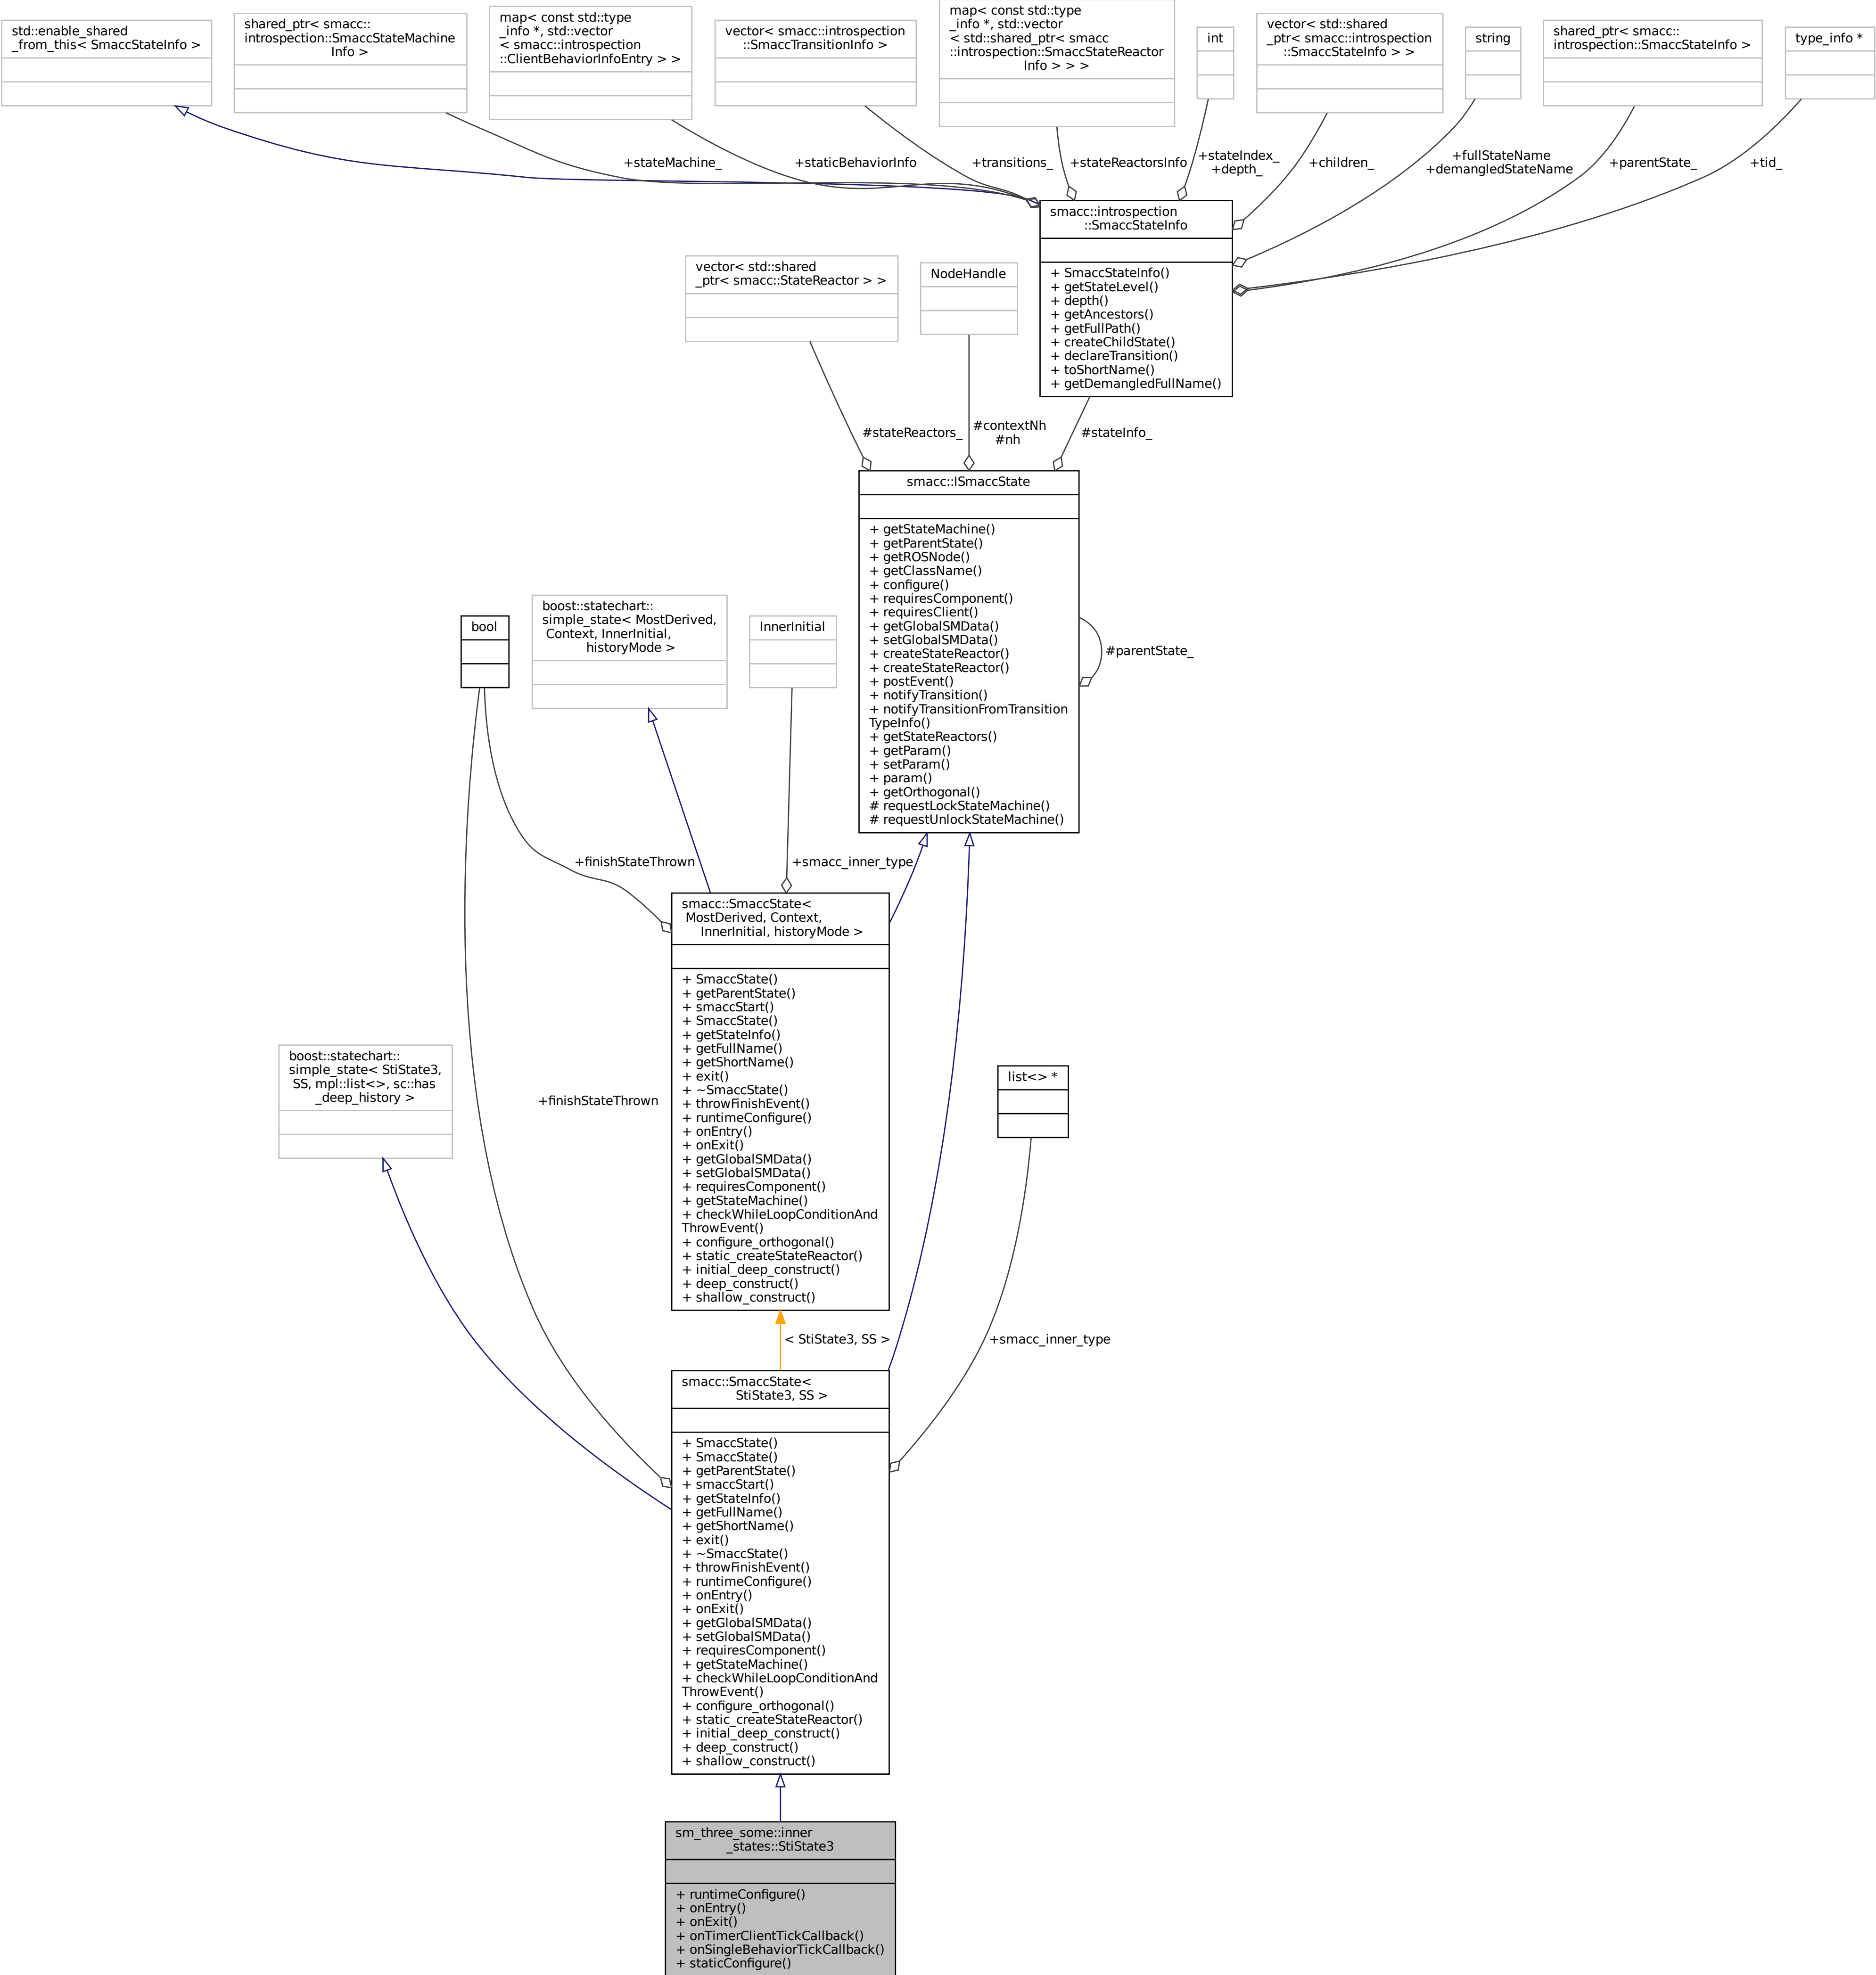 std::enable_shared
_from_this< SmaccStateInfo >
shared_ptr< smacc::
introspection::SmaccStateMachine
Info >
map< const std::type
_info *, std::vector
< smacc::introspection
::ClientBehaviorInfoEntry > >
vector< smacc::introspection
::SmaccTransitionInfo >
map< const std::type
_info *, std::vector
< std::shared_ptr< smacc
::introspection::SmaccStateReactor
Info > > >
int
vector< std::shared
_ptr< smacc::introspection
::SmaccStateInfo > >
string
shared_ptr< smacc::
introspection::SmaccStateInfo >
type_info *
+stateMachine_
+staticBehaviorInfo
+transitions_
+stateReactorsInfo
+stateIndex_
+depth_
+children_
+fullStateName
+demangledStateName
+parentState_
+tid_
smacc::introspection
::SmaccStateInfo
+ SmaccStateInfo()
+ getStateLevel()
+ depth()
+ getAncestors()
+ getFullPath()
+ createChildState()
+ declareTransition()
+ toShortName()
+ getDemangledFullName()
vector< std::shared
_ptr< smacc::StateReactor > >
NodeHandle
#stateReactors_
#contextNh
#nh
#stateInfo_
smacc::ISmaccState
+ getStateMachine()
+ getParentState()
+ getROSNode()
+ getClassName()
+ configure()
+ requiresComponent()
+ requiresClient()
+ getGlobalSMData()
+ setGlobalSMData()
+ createStateReactor()
+ createStateReactor()
+ postEvent()
+ notifyTransition()
+ notifyTransitionFromTransition
TypeInfo()
+ getStateReactors()
+ getParam()
+ setParam()
+ param()
+ getOrthogonal()
# requestLockStateMachine()
# requestUnlockStateMachine()
#parentState_
bool
boost::statechart::
simple_state< MostDerived,
Context, InnerInitial,
historyMode >
InnerInitial
+finishStateThrown
+smacc_inner_type
smacc::SmaccState<
MostDerived, Context,
InnerInitial, historyMode >
+ SmaccState()
+ getParentState()
+ smaccStart()
+ SmaccState()
+ getStateInfo()
+ getFullName()
+ getShortName()
+ exit()
+ ~SmaccState()
+ throwFinishEvent()
+ runtimeConfigure()
+ onEntry()
+ onExit()
+ getGlobalSMData()
+ setGlobalSMData()
+ requiresComponent()
+ getStateMachine()
+ checkWhileLoopConditionAnd
ThrowEvent()
+ configure_orthogonal()
+ static_createStateReactor()
+ initial_deep_construct()
+ deep_construct()
+ shallow_construct()
boost::statechart::
simple_state< StiState3,
SS, mpl::list<>, sc::has
_deep_history >
+finishStateThrown
list<> *
< StiState3, SS >
+smacc_inner_type
smacc::SmaccState<
StiState3, SS >
+ SmaccState()
+ SmaccState()
+ getParentState()
+ smaccStart()
+ getStateInfo()
+ getFullName()
+ getShortName()
+ exit()
+ ~SmaccState()
+ throwFinishEvent()
+ runtimeConfigure()
+ onEntry()
+ onExit()
+ getGlobalSMData()
+ setGlobalSMData()
+ requiresComponent()
+ getStateMachine()
+ checkWhileLoopConditionAnd
ThrowEvent()
+ configure_orthogonal()
+ static_createStateReactor()
+ initial_deep_construct()
+ deep_construct()
+ shallow_construct()
sm_three_some::inner
_states::StiState3
+ runtimeConfigure()
+ onEntry()
+ onExit()
+ onTimerClientTickCallback()
+ onSingleBehaviorTickCallback()
+ staticConfigure()